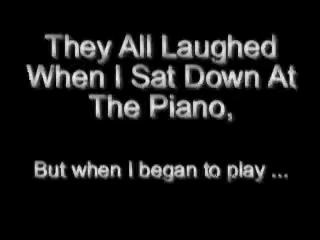 They All Laughed
When I Sat Down At
The Piano,
But when I began to play ...